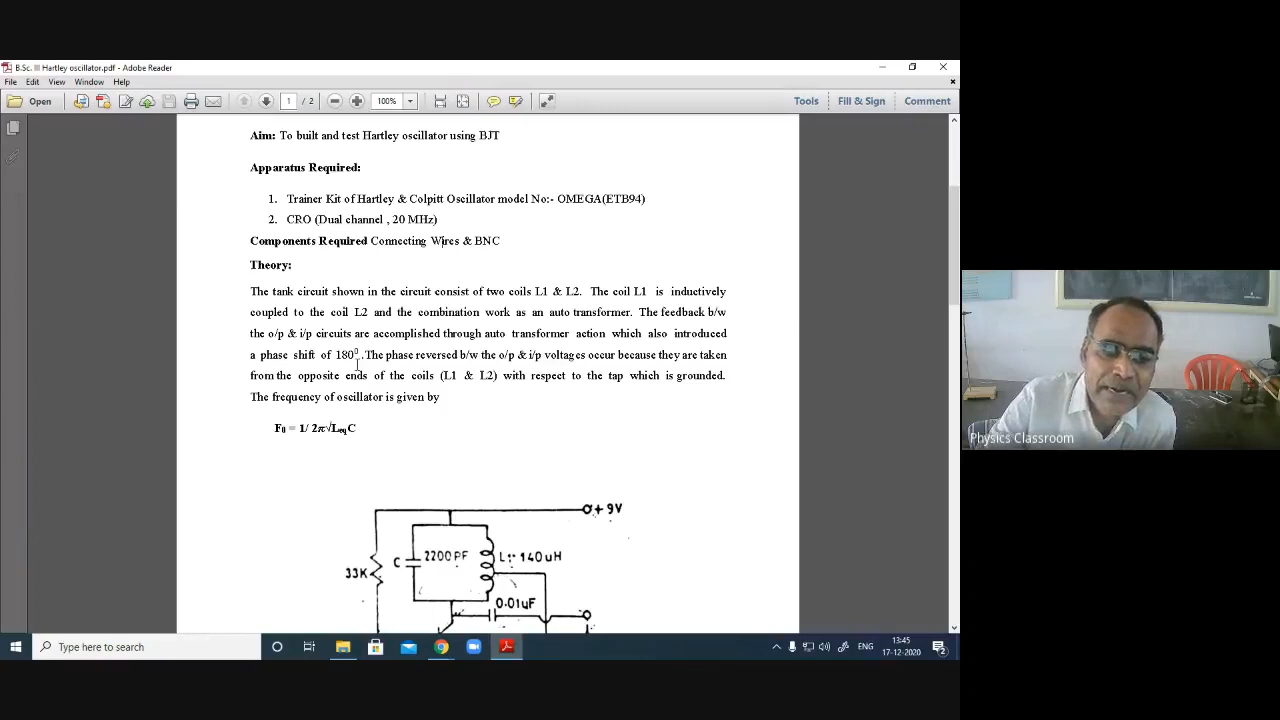 B.Sc. III Hartley oscillator.pdf - Adobe Reader
File Edit View Window Help
Open 1 / 2 100% Tools Fill & Sign Comment
Aim: To built and test Hartley oscillator using BJT
Apparatus Required:
1. Trainer Kit of Hartley & Colpitt Oscillator model No:- OMEGA(ETB94)
2. CRO (Dual channel , 20 MHz)
Components Required Connecting Wires & BNC
Theory:
The tank circuit shown in the circuit consist of two coils L1 & L2. The coil L1 is inductively
coupled to the coil L2 and the combination work as an auto transformer. The feedback b/w
the o/p & i/p circuits are accomplished through auto transformer action which also introduced
a phase shift of 180⁰.The phase reversed b/w the o/p & i/p voltages occur because they are taken
from the opposite ends of the coils (L1 & L2) with respect to the tap which is grounded.
The frequency of oscillator is given by
F₀ = 1/ 2π√LeqC
+ 9V
C 2200 PF L1- 140 uH
33K
0.01uF
Physics Classroom
Type here to search
ENG
13:45
17-12-2020
2